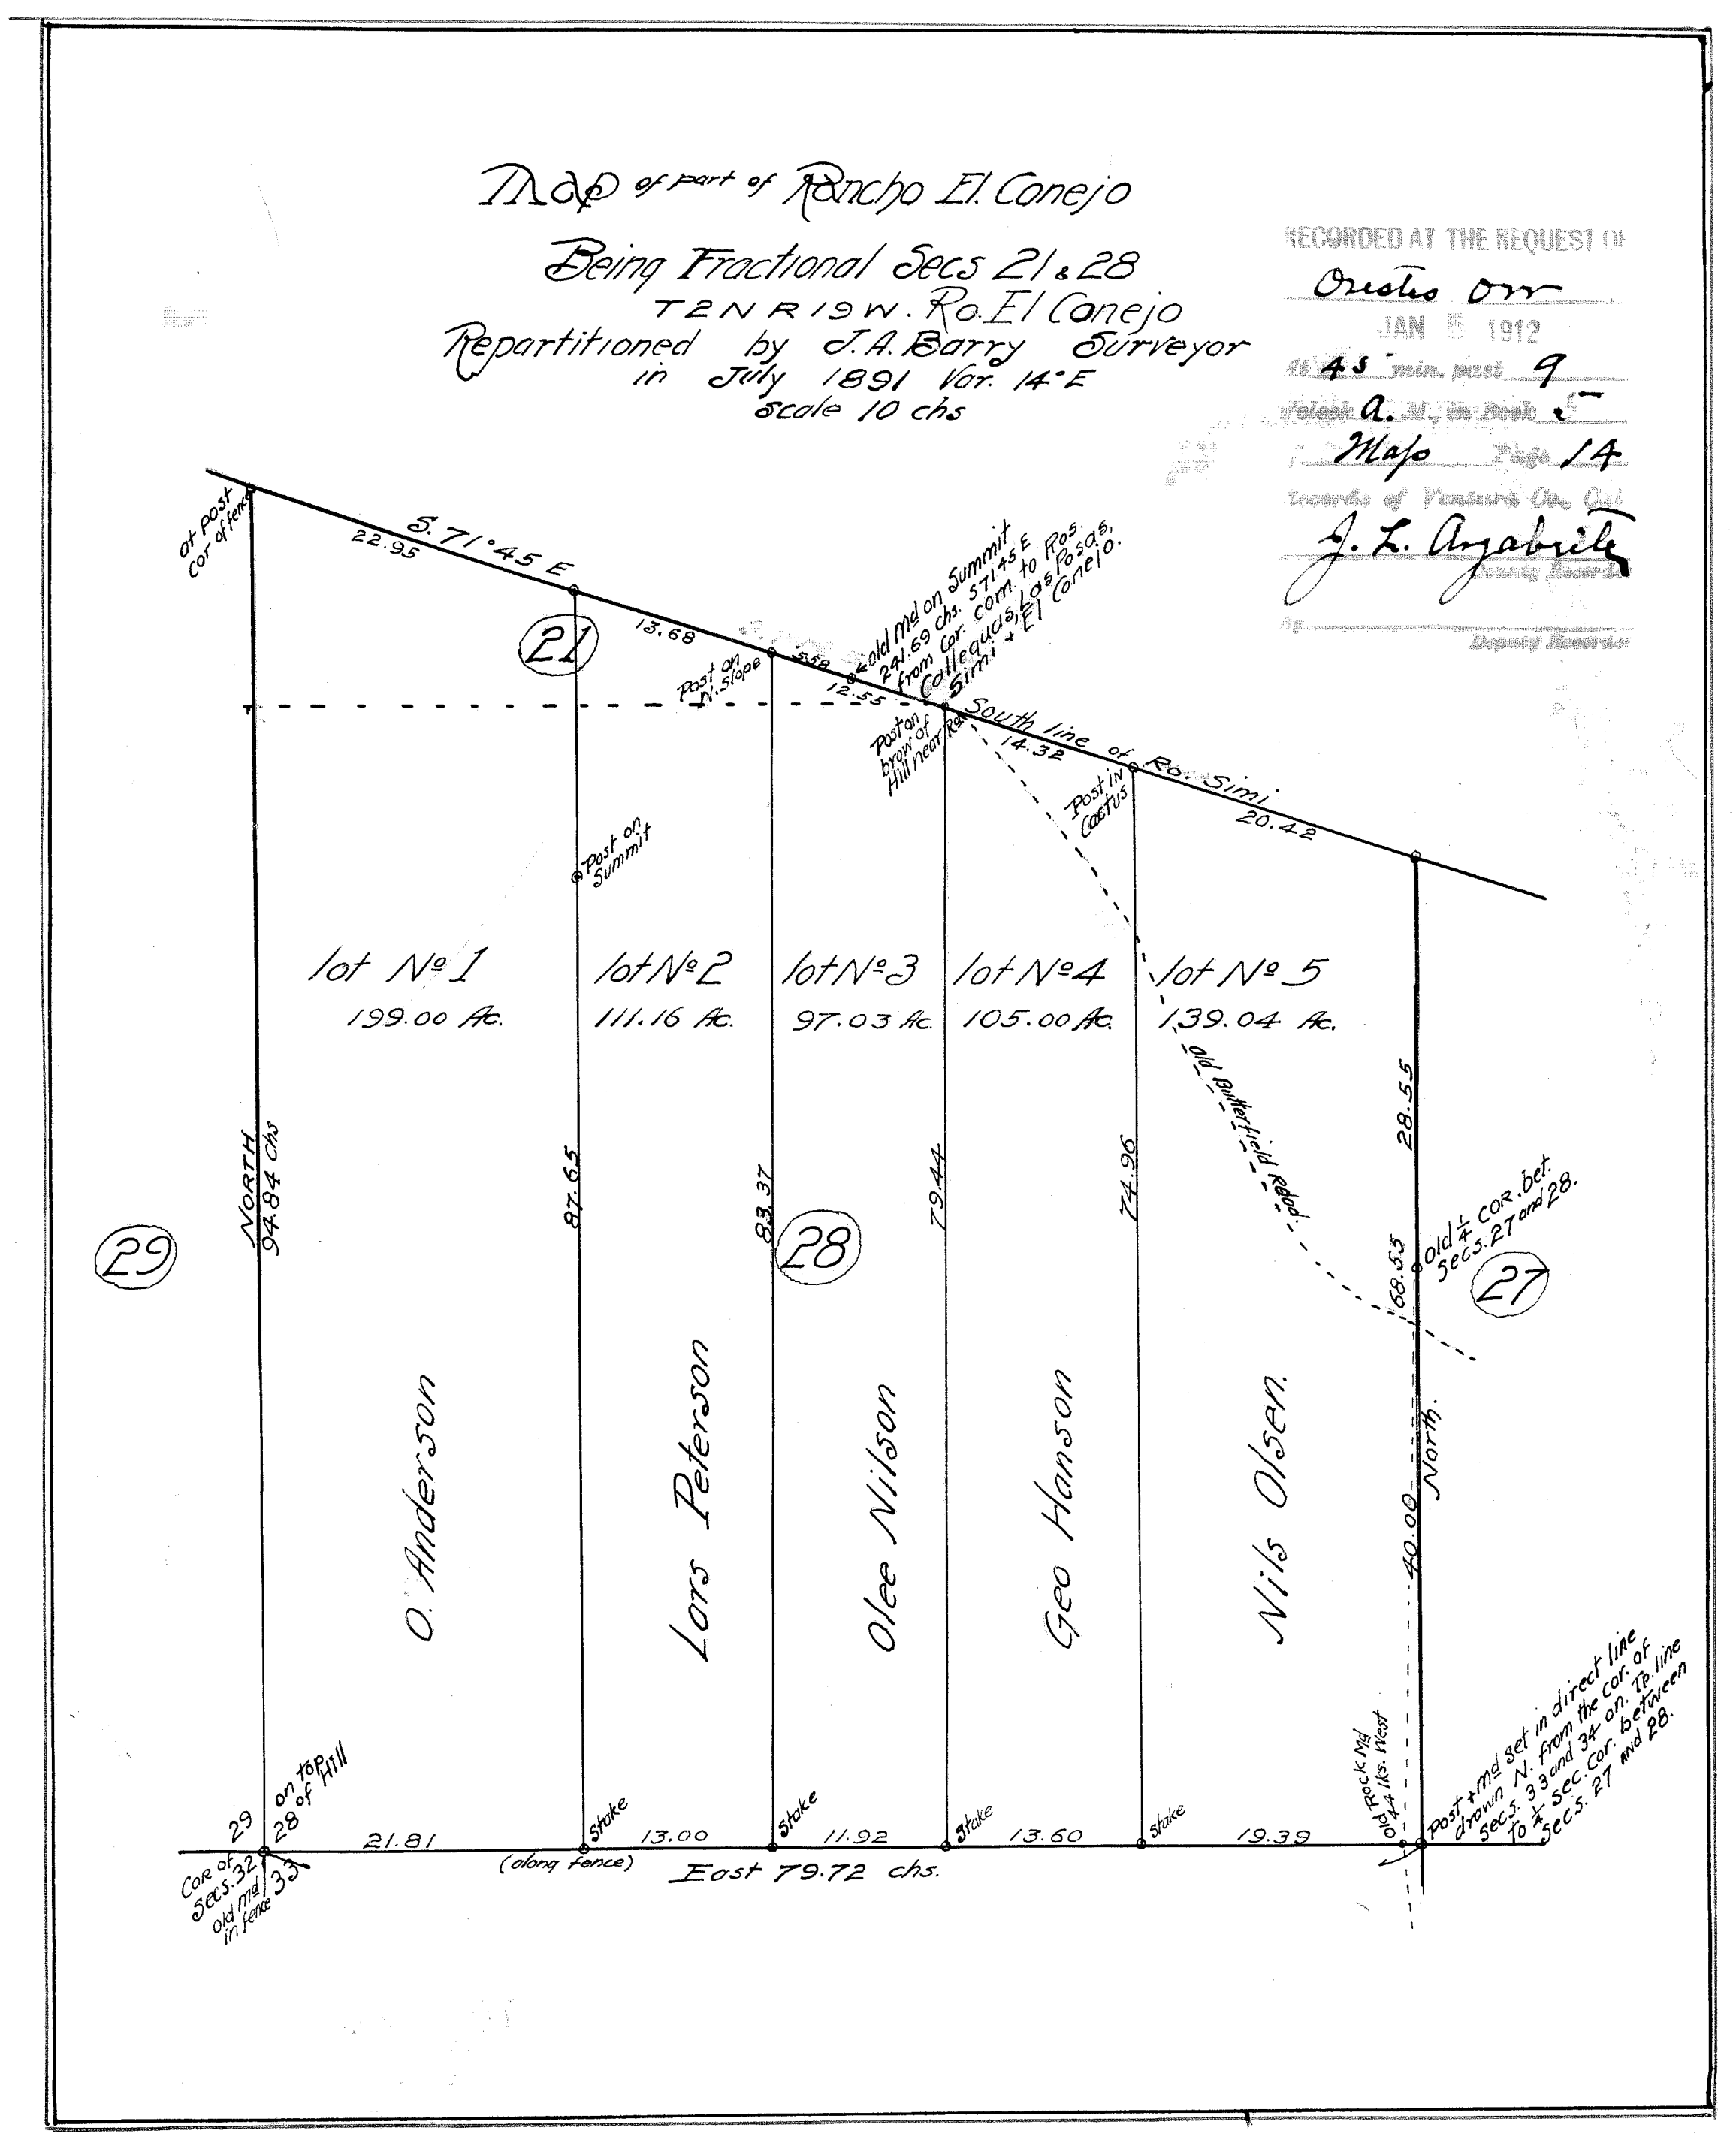 Map of part of Rancho El. Conejo
Being Fractional Secs 21 & 28
T2N R19W. Ro. El Conejo
Repartitioned by J.A. Barry Surveyor
in July 1891 Var. 14° E
Scale 10 chs
RECORDED AT THE REQUEST OF
Orestes Orr
JAN 5 1912
At 45 min. past 9
o'clock A. M., in Book 5
Maps Page 14
Records of Ventura Co., Cal
J. L. Argabrite
Deputy Recorder
By
Deputy Recorder
at post
cor of fence
S. 71° 45 E
22.95
21
13.68
Post on
N. Slope
5.58
12.55
old Md on Summit
241.69 chs. S 71 45 E
from Cor. com. to Ros.
Calleguas, Las Posas,
Simi + El Conejo.
Post on
brow of
Hill near Rd
South line of Ro. Simi
14.32
Post in
Cactus
20.42
Post on
Summit
lot № 1
199.00 Ac.
lot № 2
111.16 Ac.
lot № 3
97.03 Ac.
lot № 4
105.00 Ac.
lot № 5
139.04 Ac.
Old Butterfield Road.
NORTH
94.84 chs
87.65
83.37
79.44
74.96
28.55
68.55
Old ¼ COR. bet.
Secs. 27 and 28.
29
28
27
O. Anderson
Lars Peterson
Olee Nilson
Geo Hanson
Nils Olsen.
North.
40.00
Old Rock Md
44 lks. West
Post + md set in direct line
drawn N. from the cor. of
Secs. 33 and 34 on. Tp. line
to ¼ sec. Cor. between
Secs. 27 and 28.
29
28
on top
of Hill
Cor of
Secs. 32
33
old md
in fence
21.81
Stake
13.00
Stake
11.92
Stake
13.60
Stake
19.39
(along fence)
East 79.72 chs.